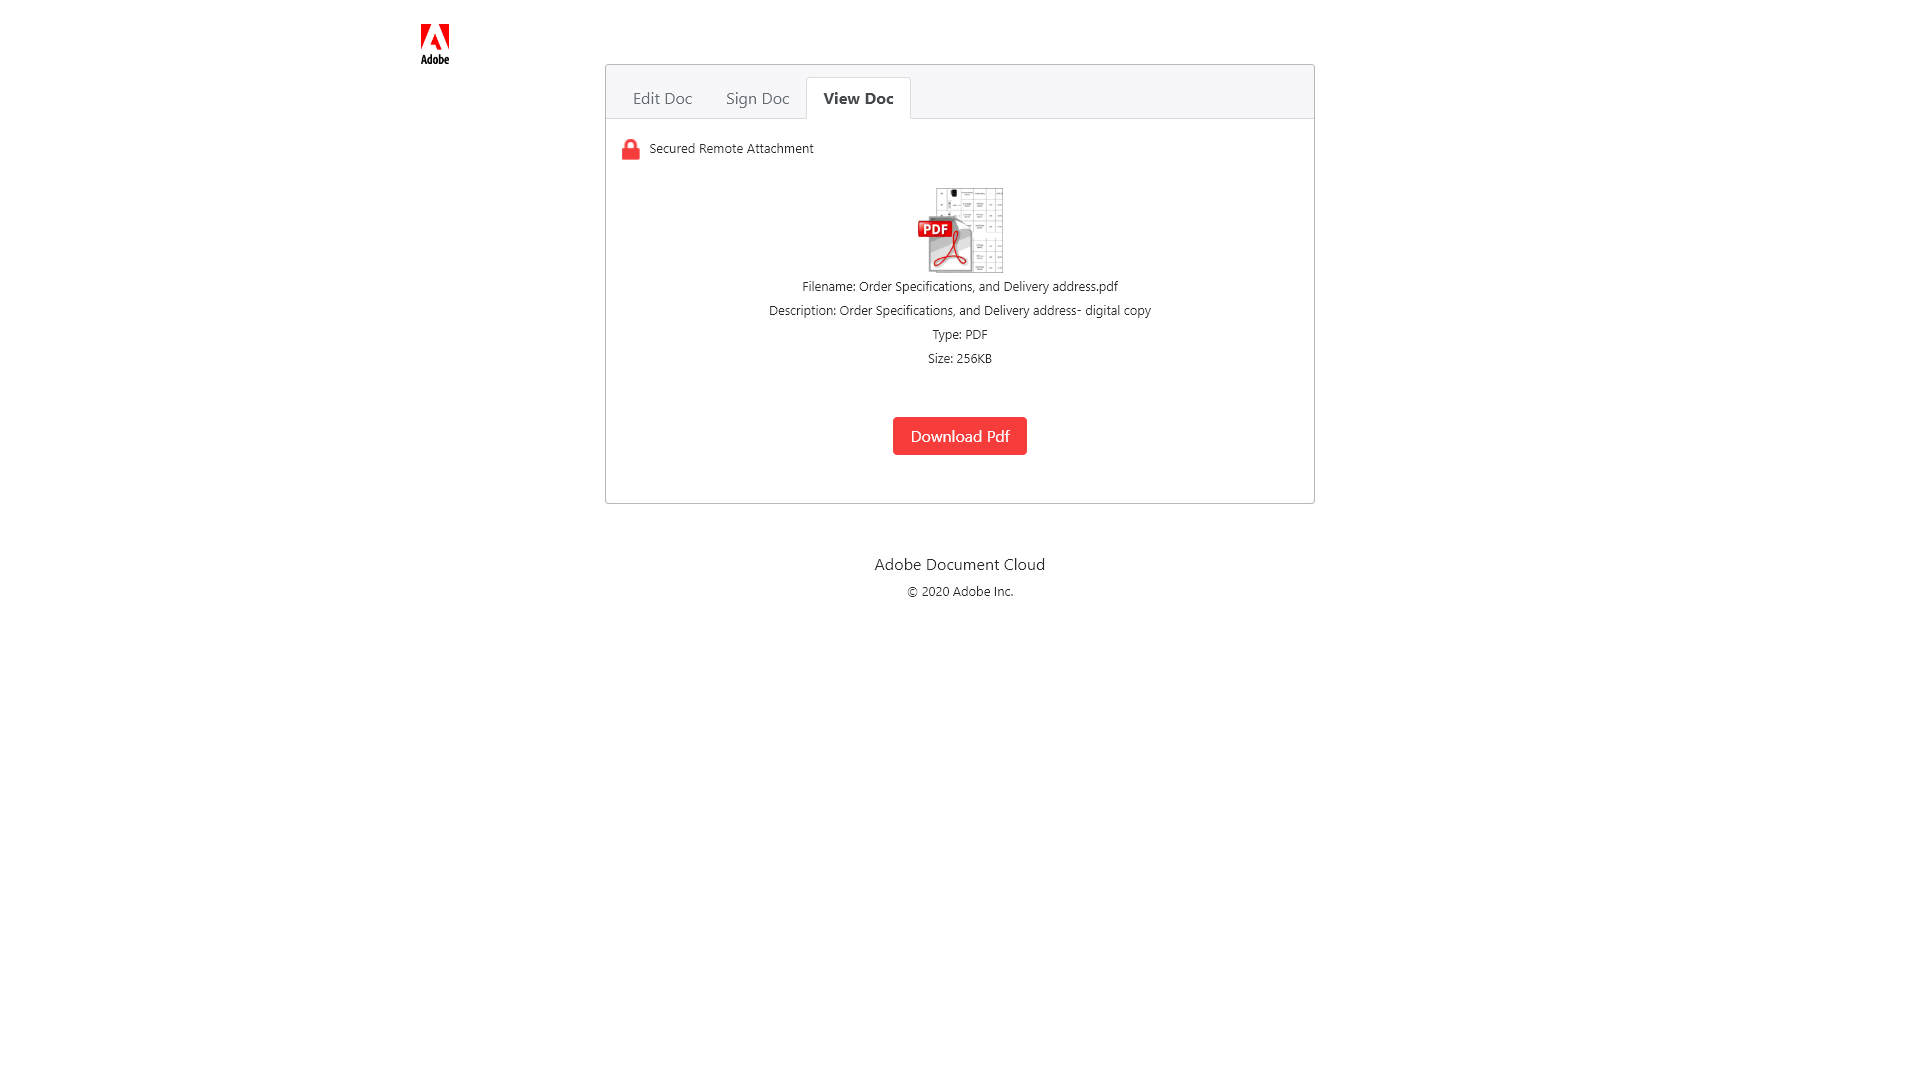 Adobe
Edit Doc
Sign Doc
View Doc
Secured Remote Attachment
PDF
Filename: Order Specifications, and Delivery address.pdf
Description: Order Specifications, and Delivery address- digital copy
Type: PDF
Size: 256KB
Download Pdf
Adobe Document Cloud
© 2020 Adobe Inc.